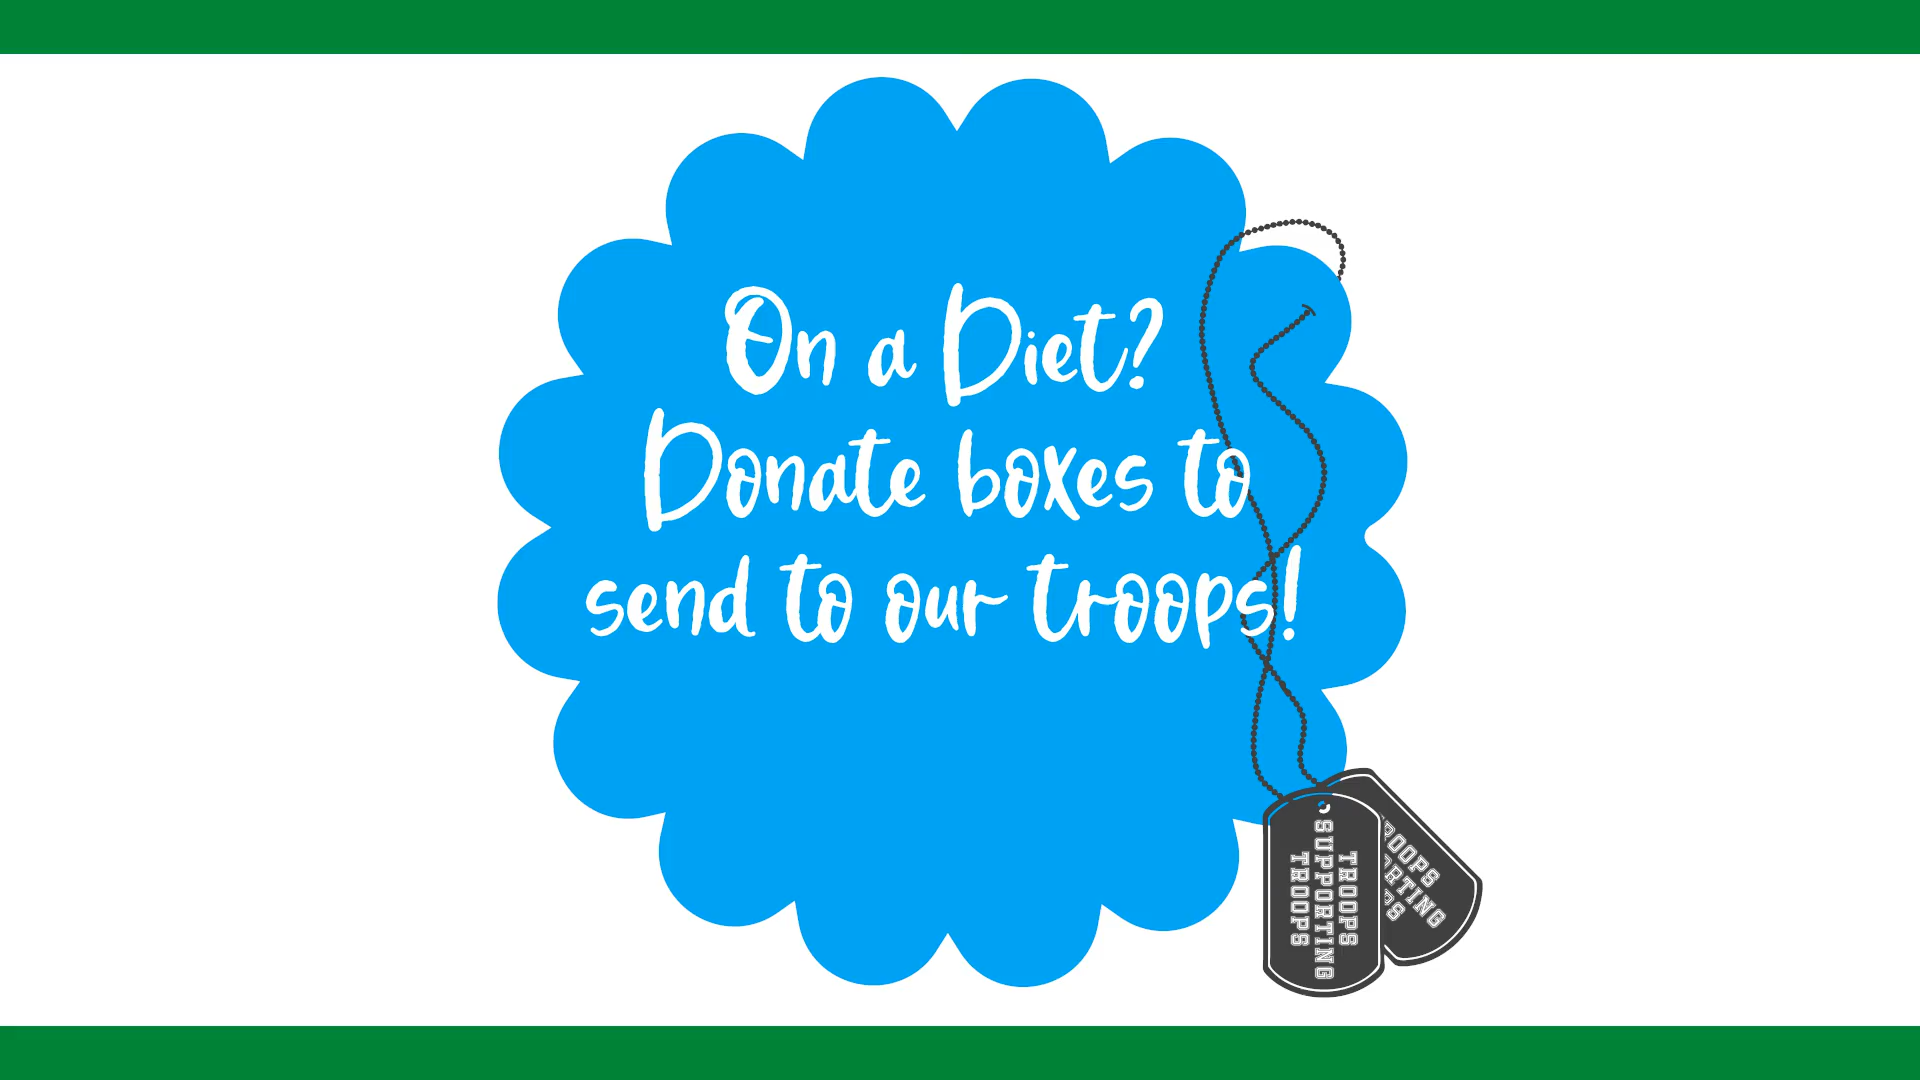 On a Diet?
Donate boxes to
send to our troops!
TROOPS
SUPPORTING
TROOPS